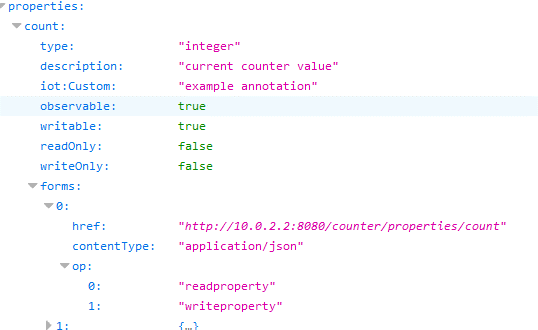 properties:
count:
type: "integer"
description: "current counter value"
iot:Custom: "example annotation"
observable: true
writable: true
readOnly: false
writeOnly: false
forms:
0:
href: "http://10.0.2.2:8080/counter/properties/count"
contentType: "application/json"
op:
0: "readproperty"
1: "writeproperty"
1: {…}